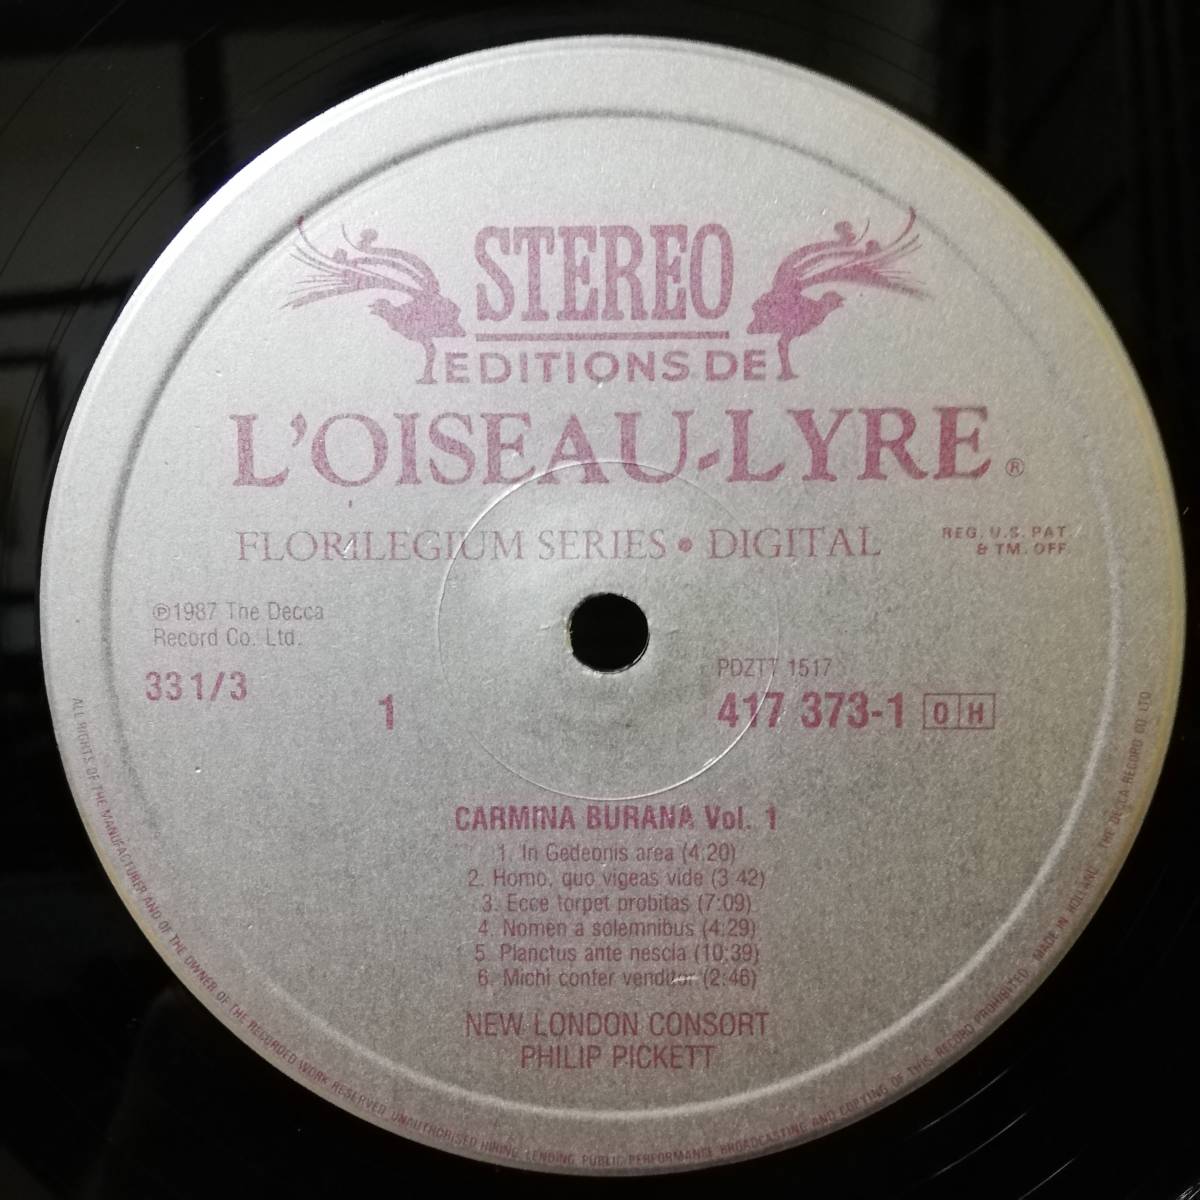 STEREO
EDITIONS DE
L'OISEAU-LYRE ®
FLORILEGIUM SERIES • DIGITAL
REG. U.S. PAT
& TM. OFF.
℗1987 The Decca
Record Co. Ltd.
33 1/3
1
PDZTT 1517
417 373-1 O H
CARMINA BURANA Vol. 1
1. In Gedeonis area (4:20)
2. Homo, quo vigeas vide (3:42)
3. Ecce torpet probitas (7:09)
4. Nomen a solemnibus (4:29)
5. Planctus ante nescia (10:39)
6. Michi confer venditor (2:46)
NEW LONDON CONSORT
PHILIP PICKETT
ALL RIGHTS OF THE MANUFACTURER AND OF THE OWNER OF THE RECORDED WORK RESERVED. UNAUTHORISED HIRING, LENDING, PUBLIC PERFORMANCE, BROADCASTING AND COPYING OF THIS RECORD PROHIBITED. MADE IN HOLLAND. THE DECCA RECORD CO LTD